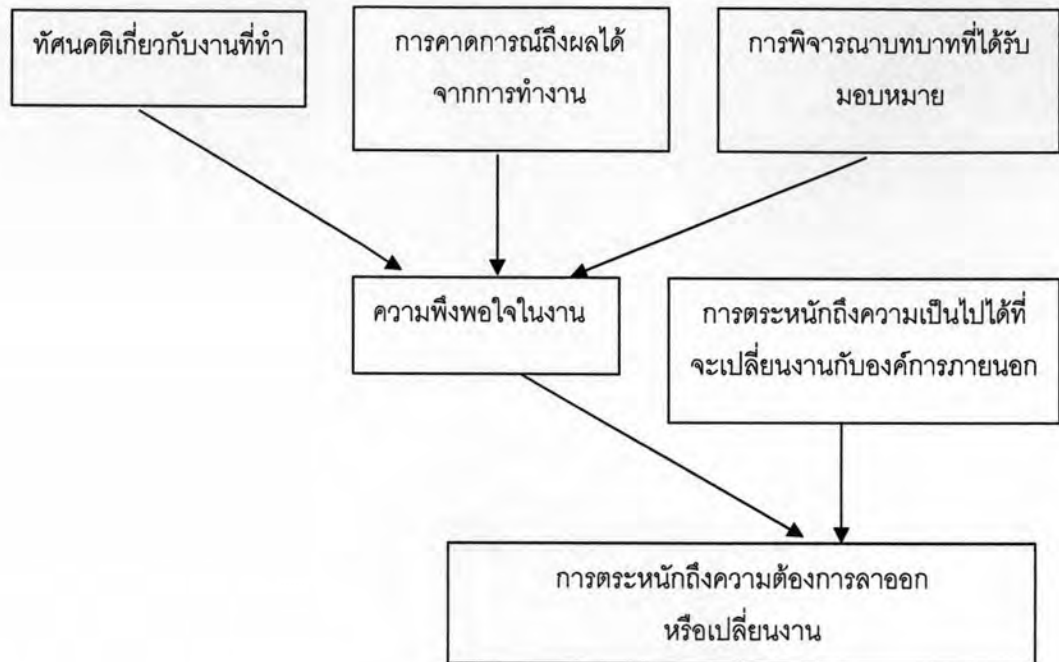 ทัศนคติเกี่ยวกับงานที่ทำ
การคาดการณ์ถึงผลได้
จากการทำงาน
การพิจารณาบทบาทที่ได้รับ
มอบหมาย
ความพึงพอใจในงาน
การตระหนักถึงความเป็นไปได้ที่
จะเปลี่ยนงานกับองค์การภายนอก
การตระหนักถึงความต้องการลาออก
หรือเปลี่ยนงาน